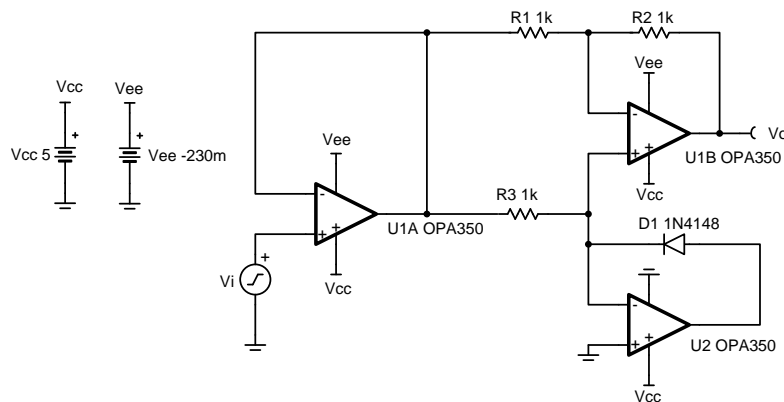 R1 1k
R2 1k
Vcc
Vee
Vee
+
+
-
+
+
Vo
Vcc 5
Vee -230m
Vee
U1B OPA350
Vcc
-
+
+
R3 1k
U1A OPA350
D1 1N4148
+
Vi
Vcc
-
+
+
U2 OPA350
Vcc